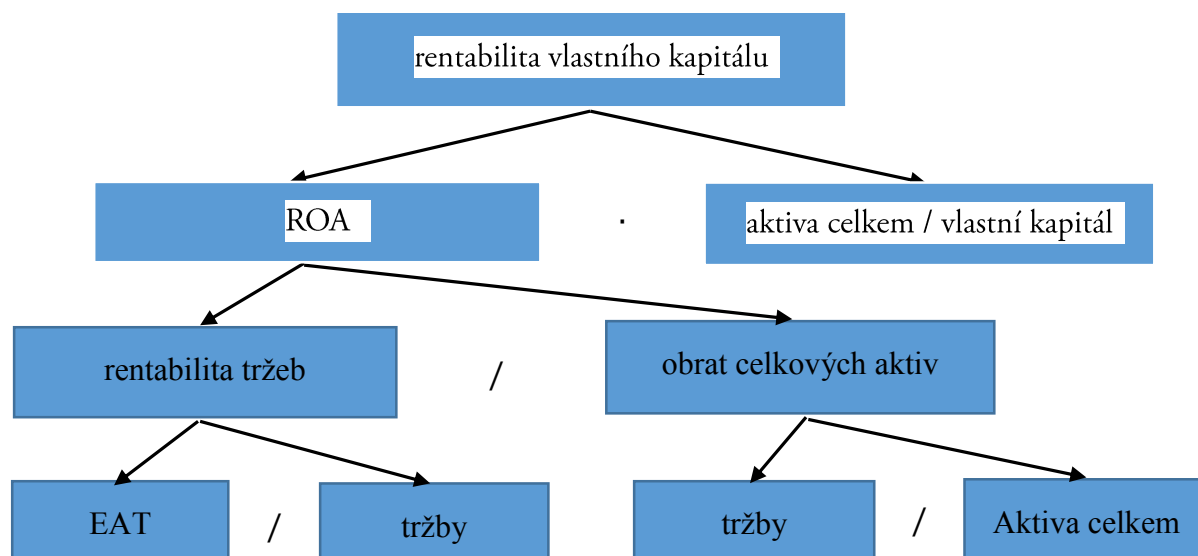 rentabilita vlastního kapitálu
ROA · aktiva celkem / vlastní kapitál
rentabilita tržeb / obrat celkových aktiv
EAT / tržby tržby / Aktiva celkem